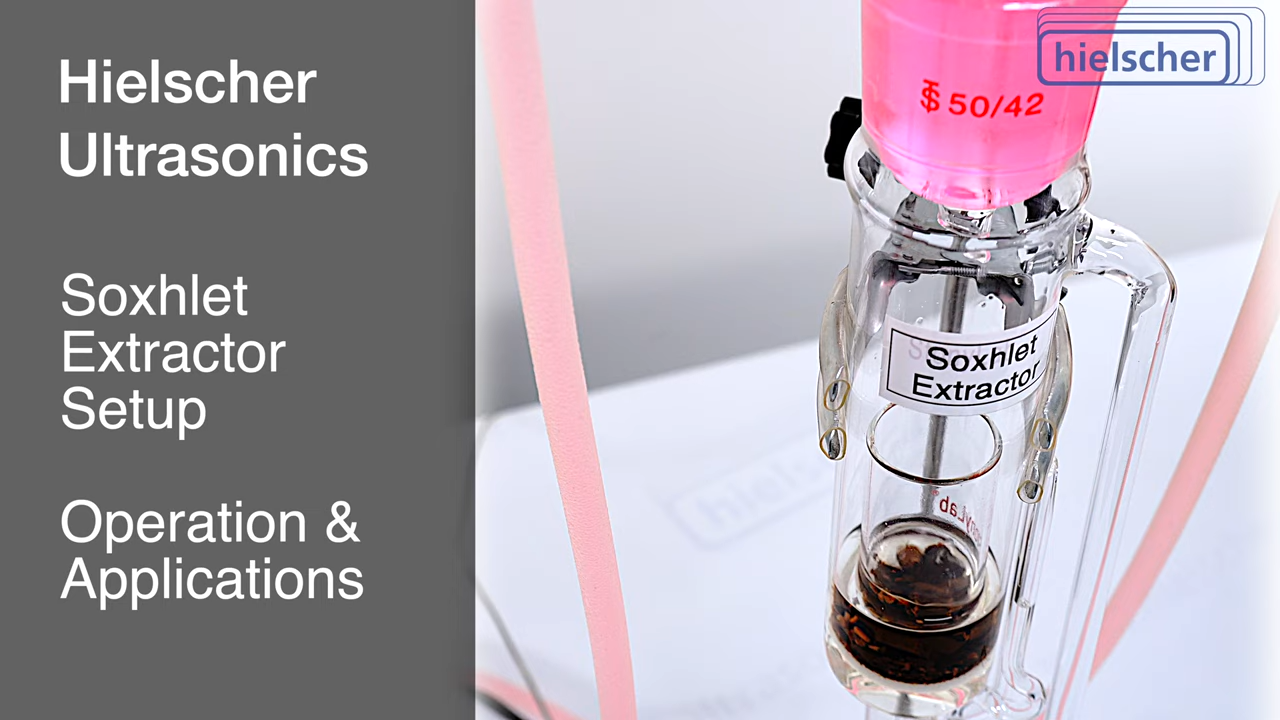 Hielscher
Ultrasonics
Soxhlet
Extractor
Setup
Operation &
Applications
hielscher
50/42
Soxhlet
Extractor